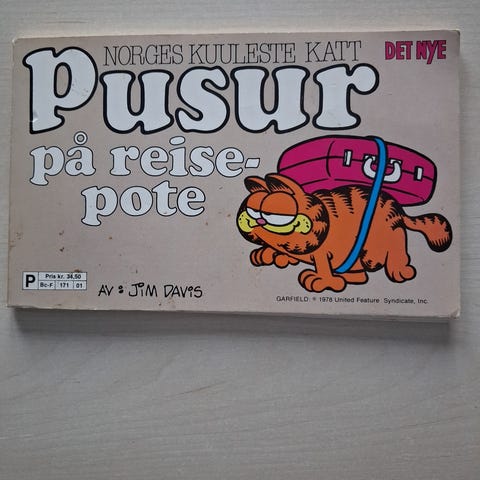 NORGES KUULESTE KATT
DET NYE
Pusur
på reise-
pote
P
Pris kr. 34,50
Bc-F 171 01
AV : JIM DAVIS
GARFIELD: © 1978 United Feature Syndicate, Inc.